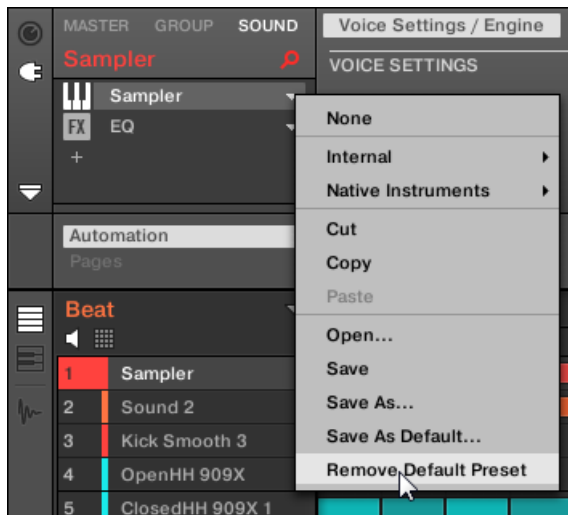 MASTER GROUP SOUND
Sampler
Sampler
FX EQ
+
Automation
Pages
Beat
1 Sampler
2 Sound 2
3 Kick Smooth 3
4 OpenHH 909X
5 ClosedHH 909X 1
Voice Settings / Engine
VOICE SETTINGS
None
Internal
Native Instruments
Cut
Copy
Paste
Open...
Save
Save As...
Save As Default...
Remove Default Preset